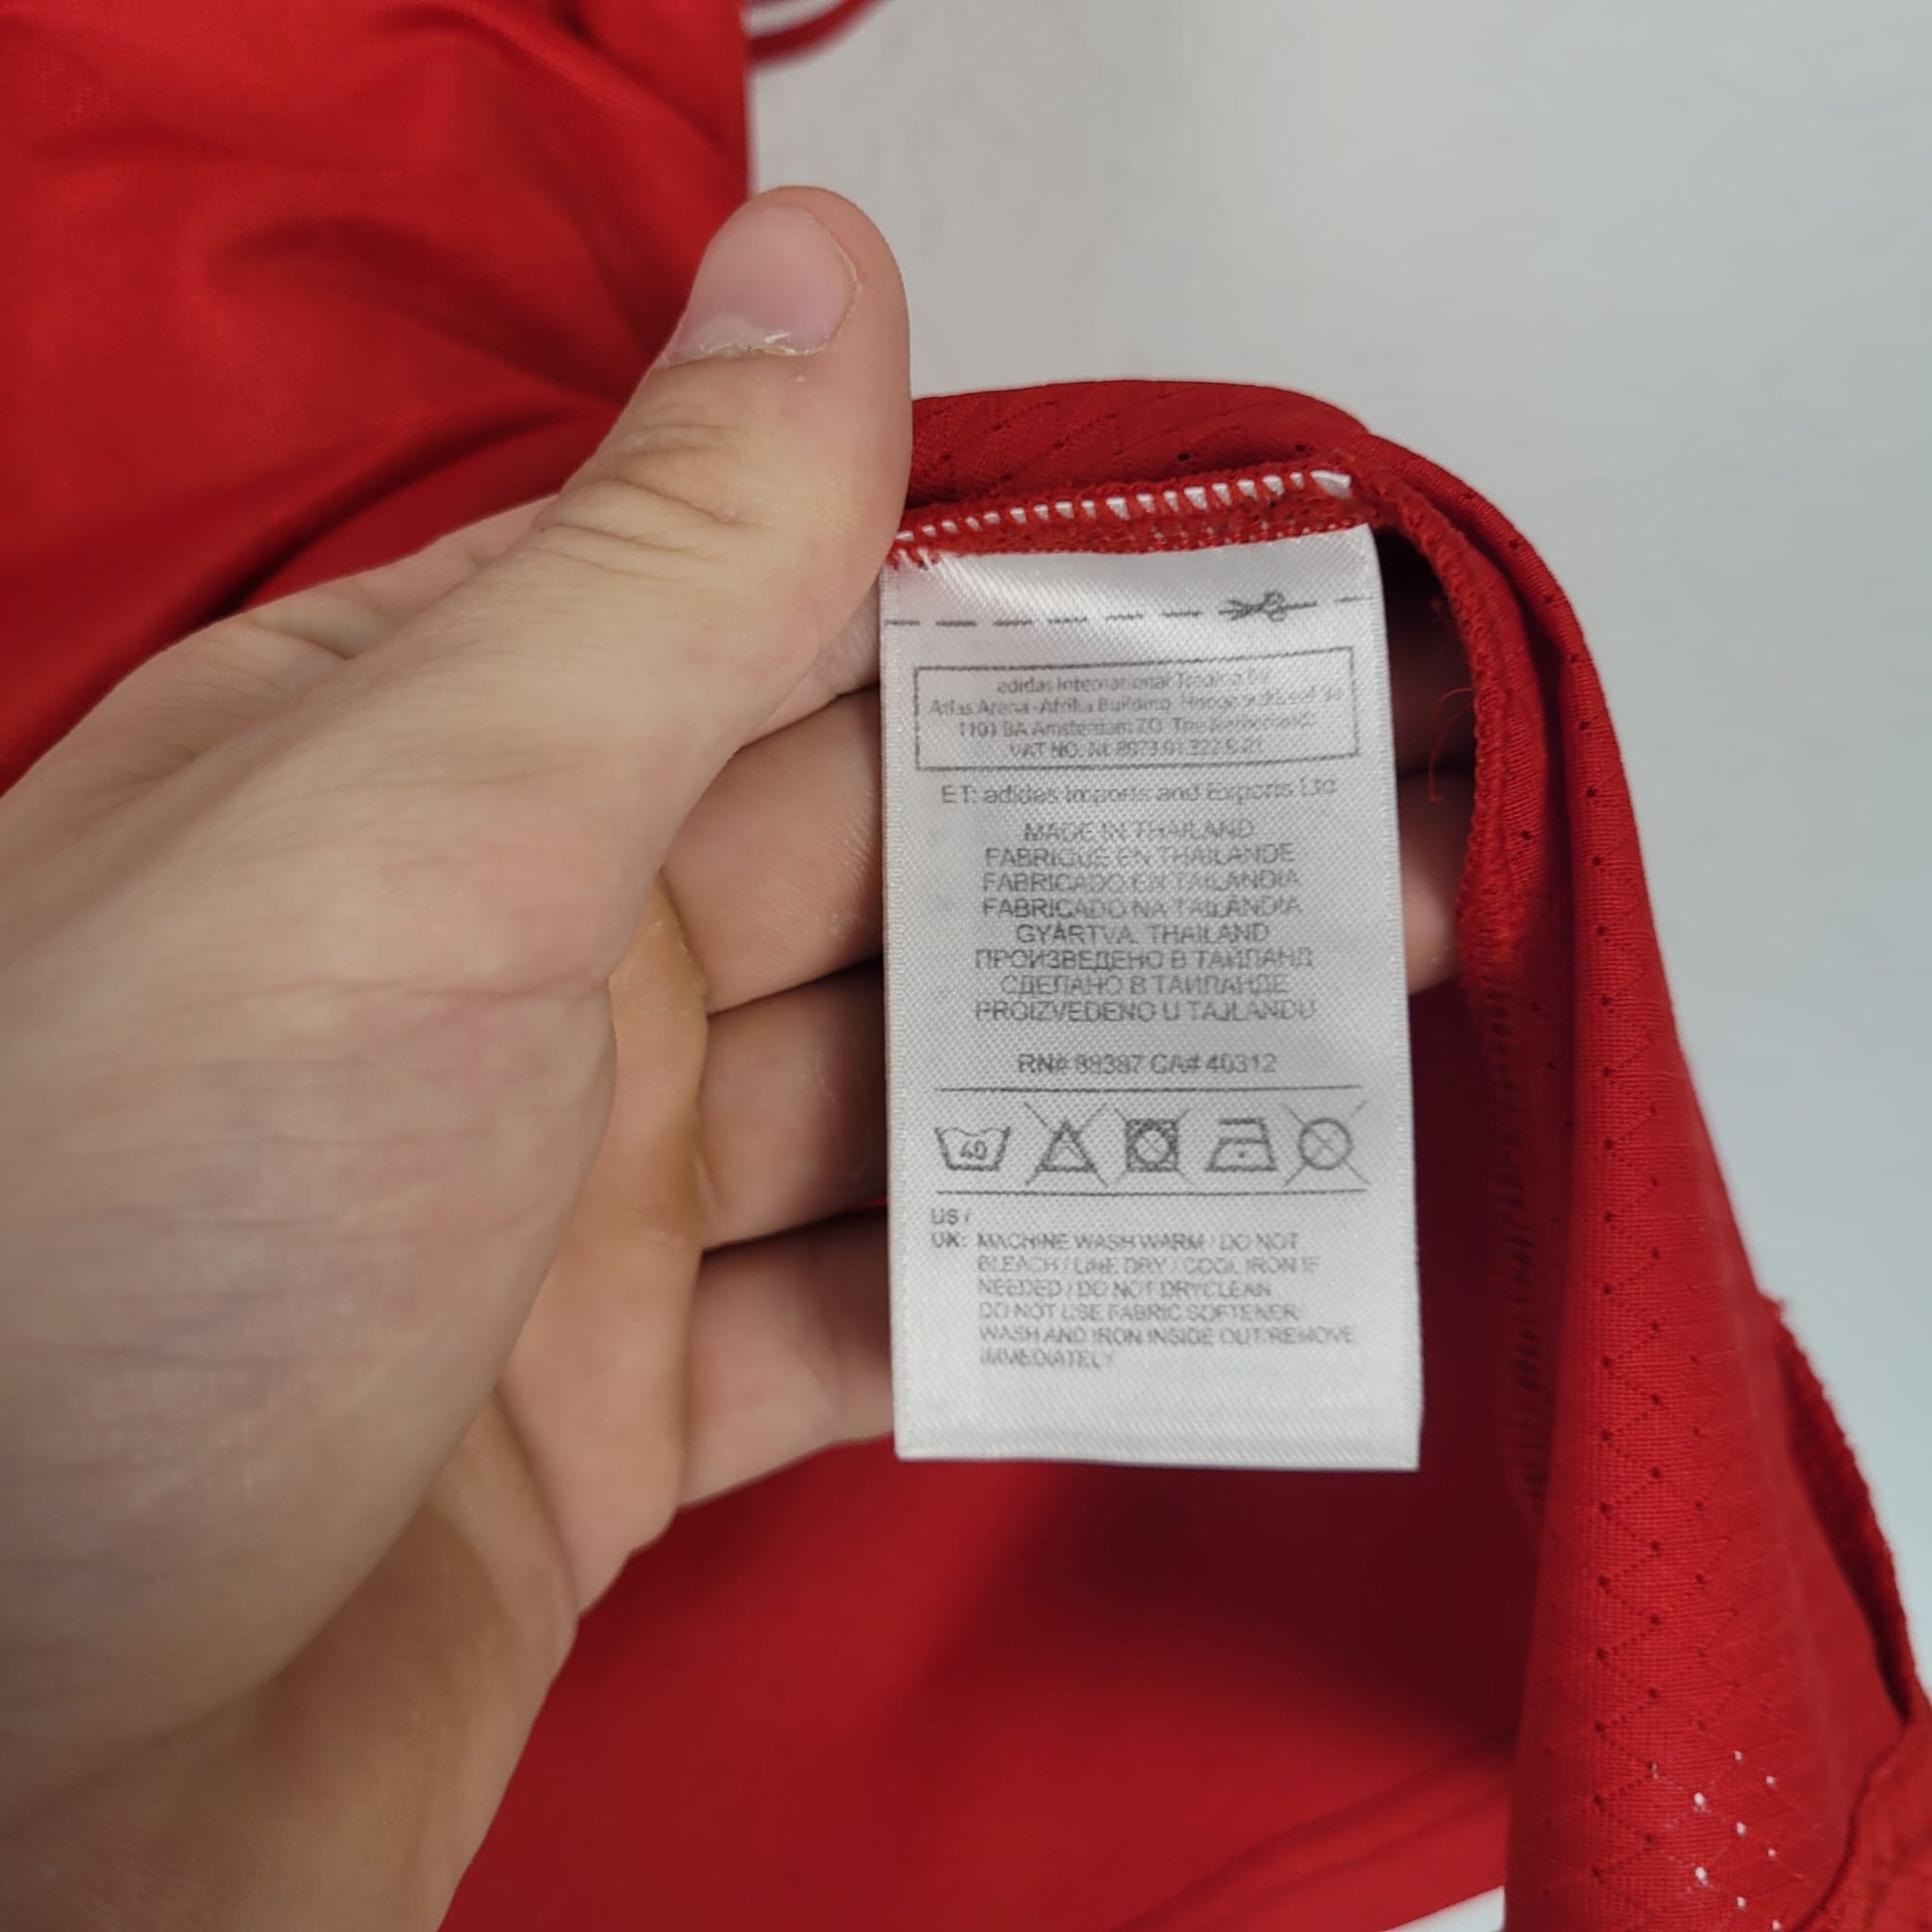 adidas International Trading bv
Atlas Arena -Afrika Building, Hoogoorddreef 9a
1101 BA Amsterdam ZO, The Netherlands
VAT NO. NL 8073.01.322.B.01
ET: adidas Imports and Exports Ltd
MADE IN THAILAND
FABRIQUÉ EN THAILANDE
FABRICADO EN TAILANDIA
FABRICADO NA TAILÂNDIA
GYÁRTVA: THAILAND
ПРОИЗВЕДЕНО В ТАЙЛАНД
СДЕЛАНО В ТАИЛАНДЕ
PROIZVEDENO U TAJLANDU
RN# 88387 CA# 40312
40
US /
UK: MACHINE WASH WARM / DO NOT
BLEACH / LINE DRY / COOL IRON IF
NEEDED / DO NOT DRYCLEAN
DO NOT USE FABRIC SOFTENER
WASH AND IRON INSIDE OUT REMOVE
IMMEDIATELY